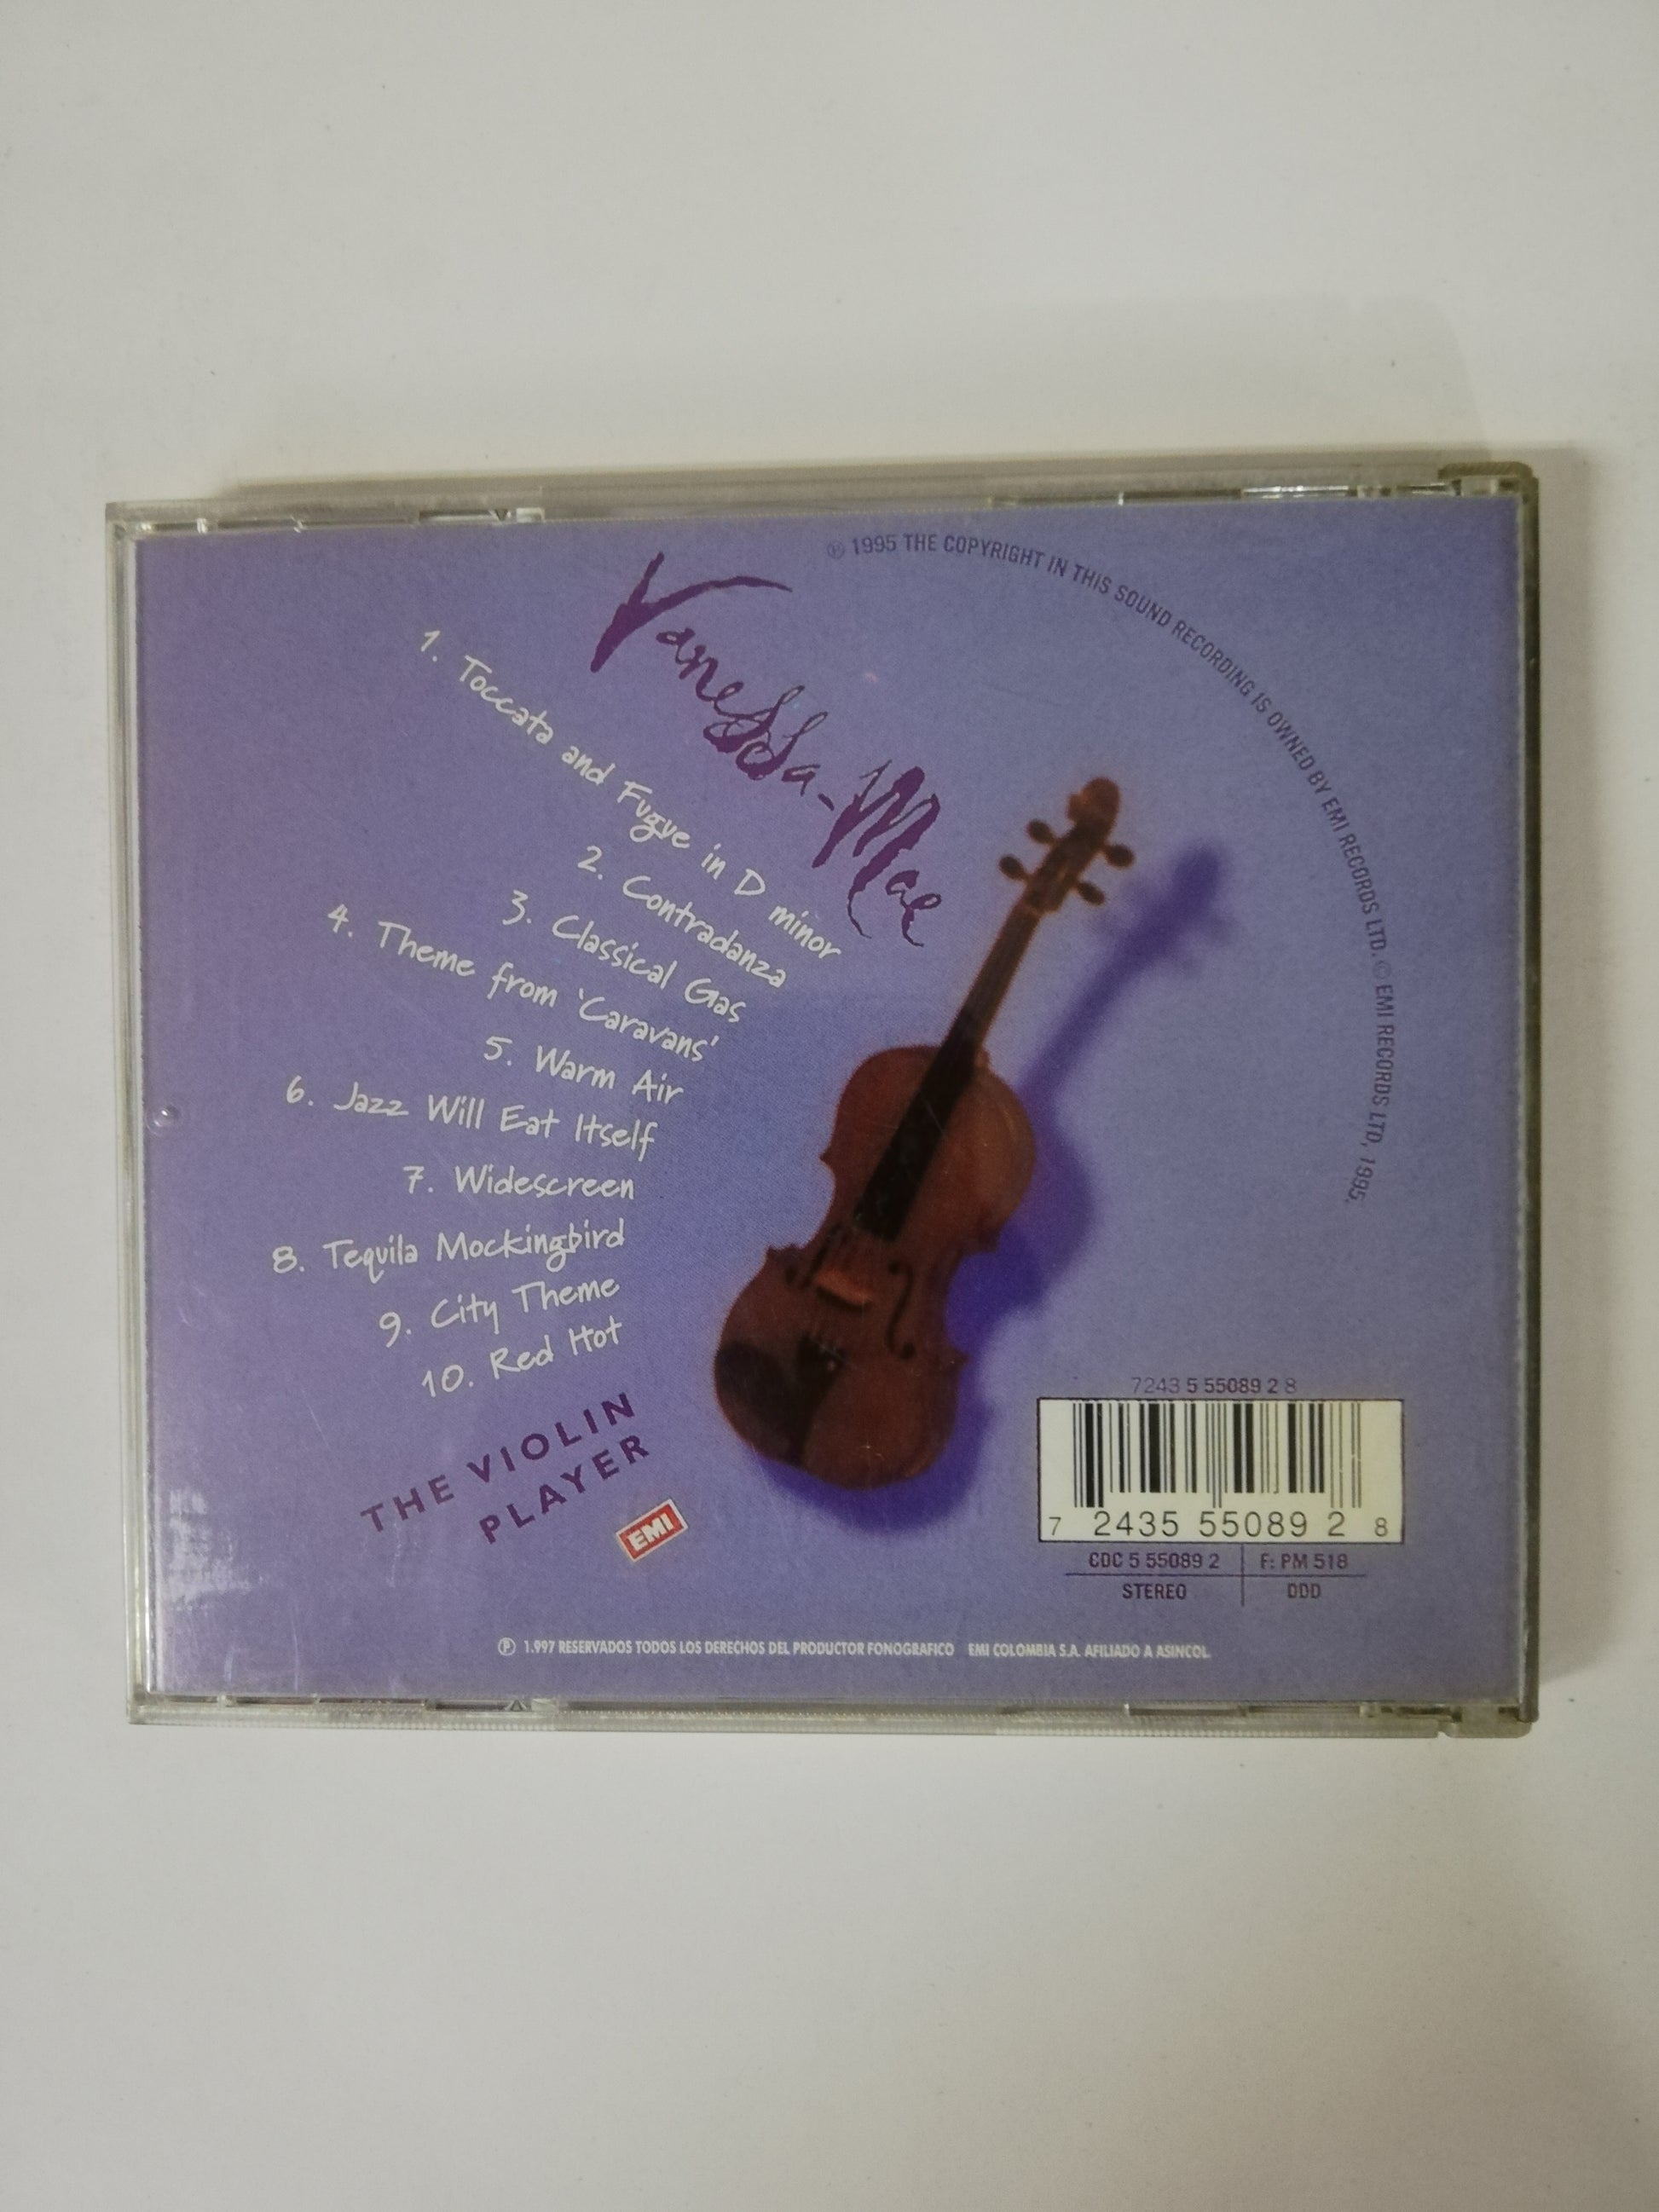 Vanessa-Mae
℗ 1995 THE COPYRIGHT IN THIS SOUND RECORDING IS OWNED BY EMI RECORDS LTD. © EMI RECORDS LTD, 1995.
1. Toccata and Fugue in D minor
2. Contradanza
3. Classical Gas
4. Theme from 'Caravans'
5. Warm Air
6. Jazz Will Eat Itself
7. Widescreen
8. Tequila Mockingbird
9. City Theme
10. Red Hot
THE VIOLIN
PLAYER
EMI
7243 5 55089 2 8
7 2435 55089 2 8
CDC 5 55089 2 F: PM 518
STEREO DDD
℗ 1.997 RESERVADOS TODOS LOS DERECHOS DEL PRODUCTOR FONOGRAFICO EMI COLOMBIA S.A. AFILIADO A ASINCOL.